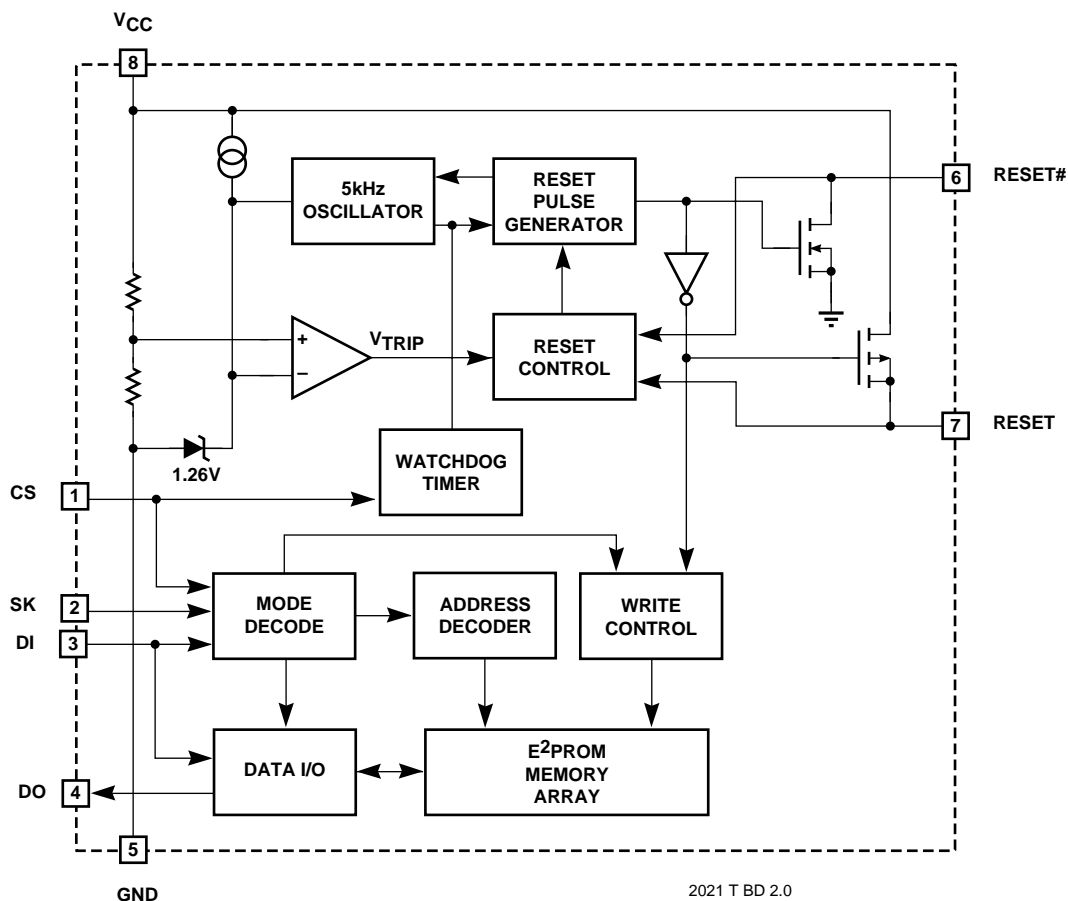 VCC
8
5kHz
OSCILLATOR
RESET
PULSE
GENERATOR
6
RESET#
+
–
VTRIP
RESET
CONTROL
1.26V
WATCHDOG
TIMER
7
RESET
CS
1
SK
2
DI
3
MODE
DECODE
ADDRESS
DECODER
WRITE
CONTROL
DO
4
DATA I/O
E2PROM
MEMORY
ARRAY
5
GND
2021 T BD 2.0